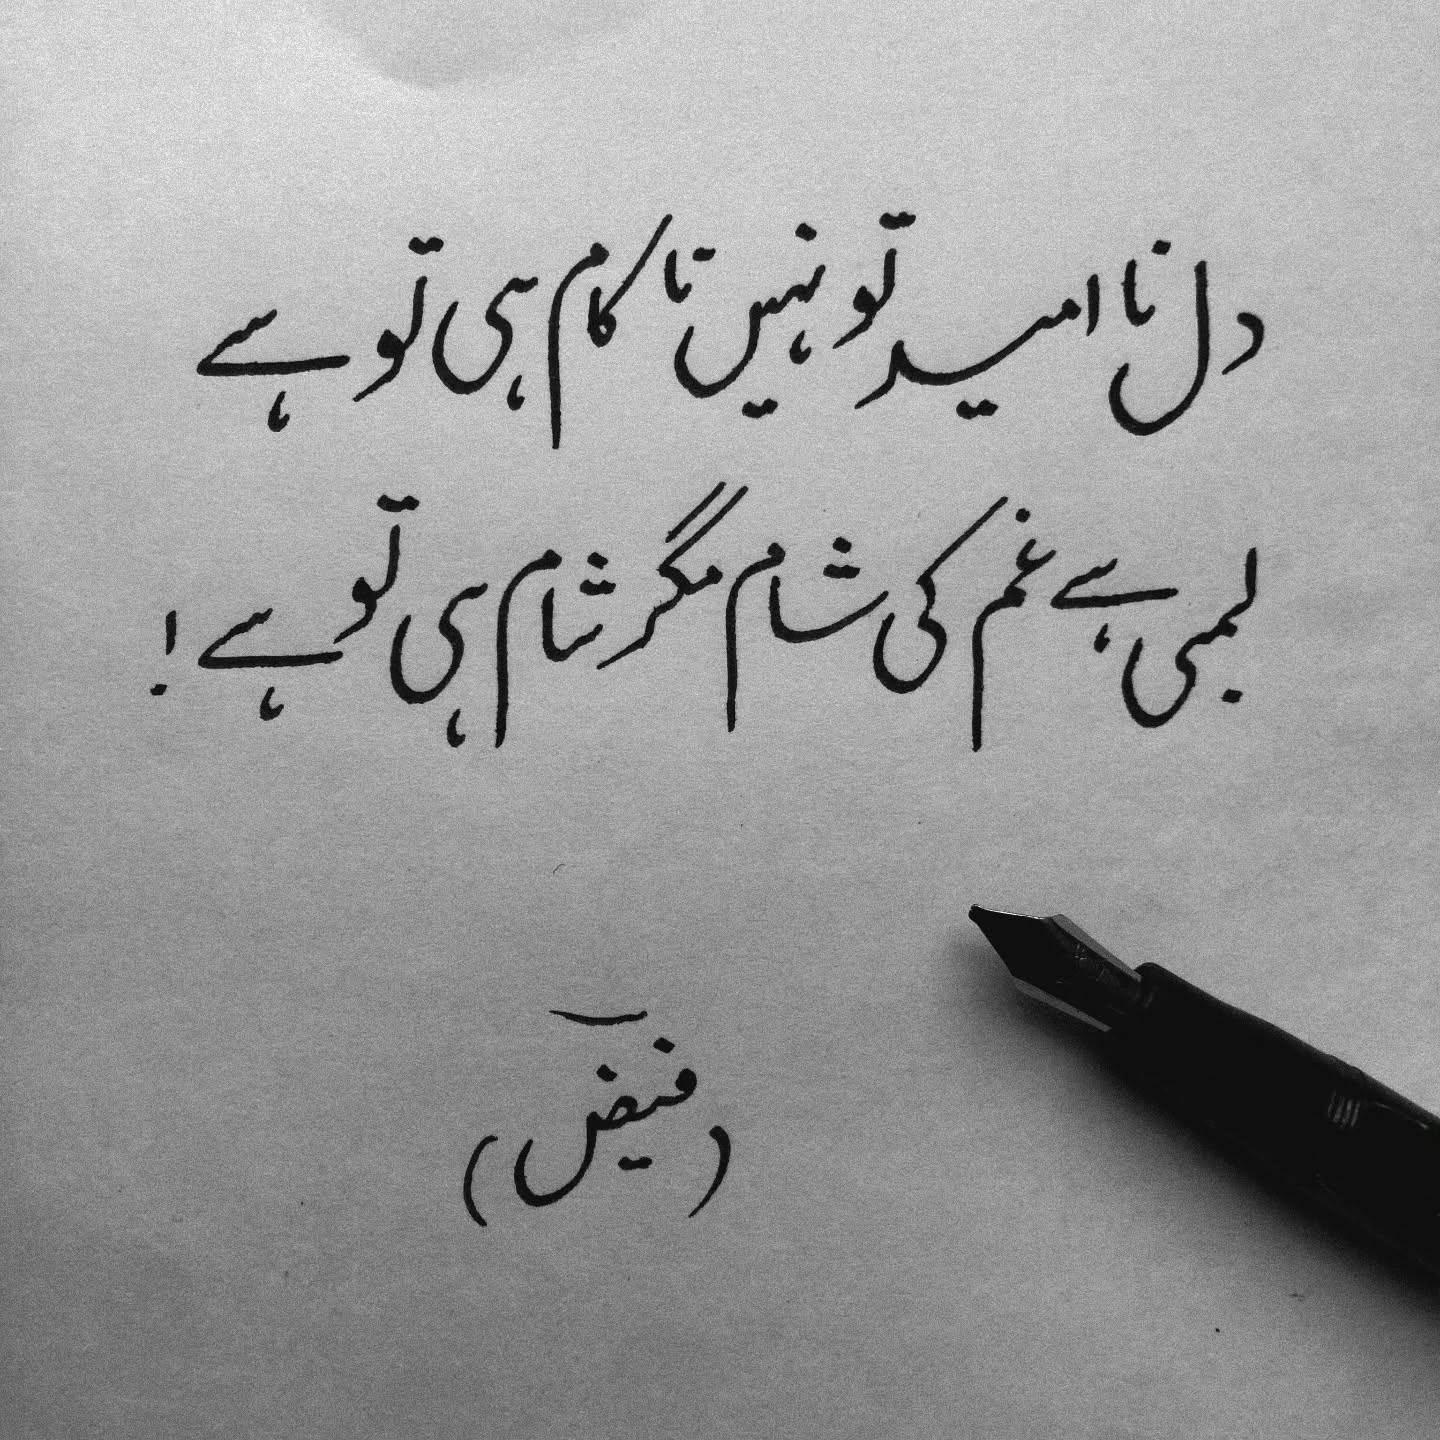 دل نا امید تو نہیں ناکام ہی تو ہے
لمبی ہے غم کی شام مگر شام ہی تو ہے!
(فیض)